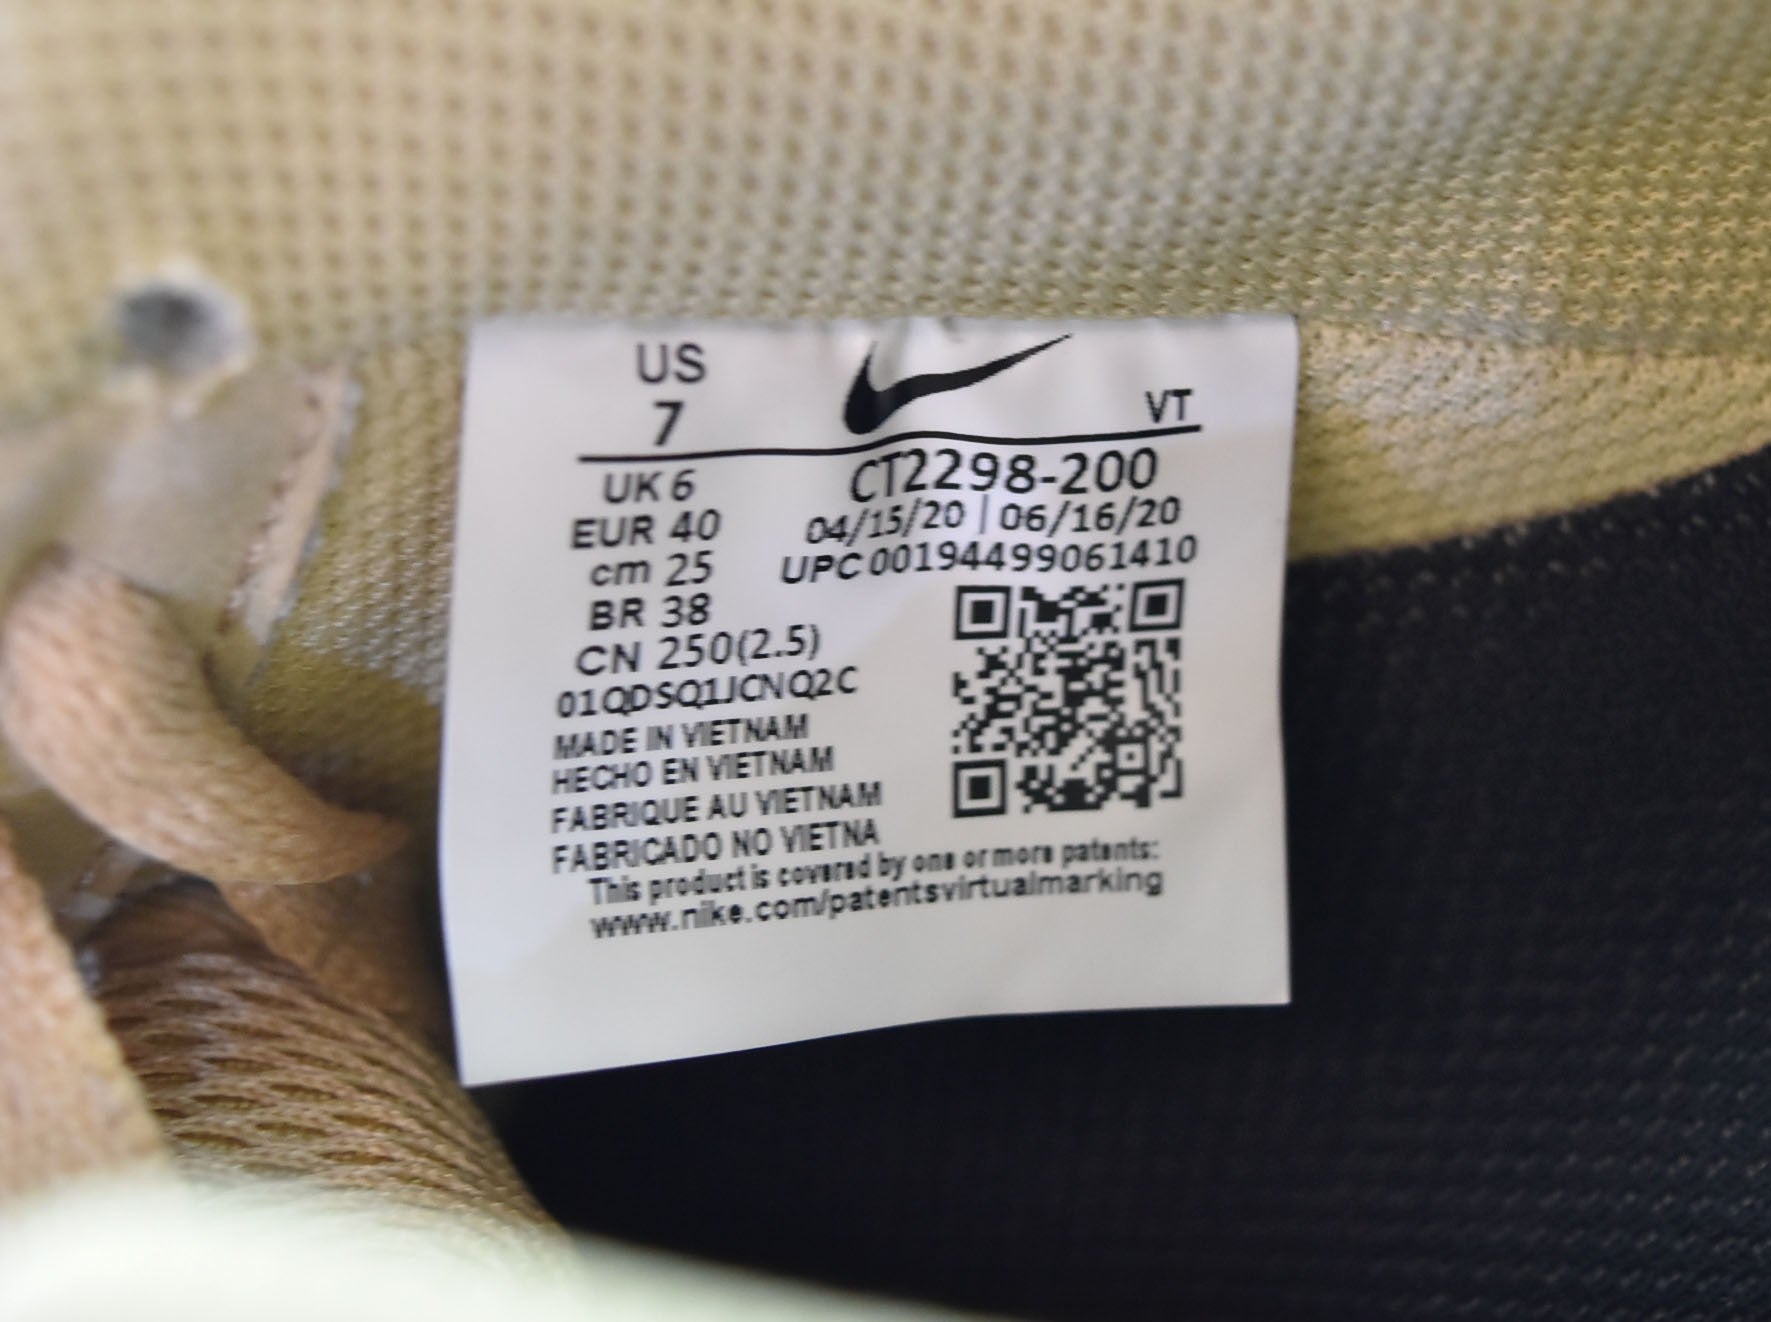 US
7
VT
UK 6
CT2298-200
EUR 40
04/15/20 | 06/16/20
cm 25
UPC 00194499061410
BR 38
CN 250(2.5)
01QDSQ1JCNQ2C
MADE IN VIETNAM
HECHO EN VIETNAM
FABRIQUE AU VIETNAM
FABRICADO NO VIETNA
This product is covered by one or more patents:
www.nike.com/patentsvirtualmarking